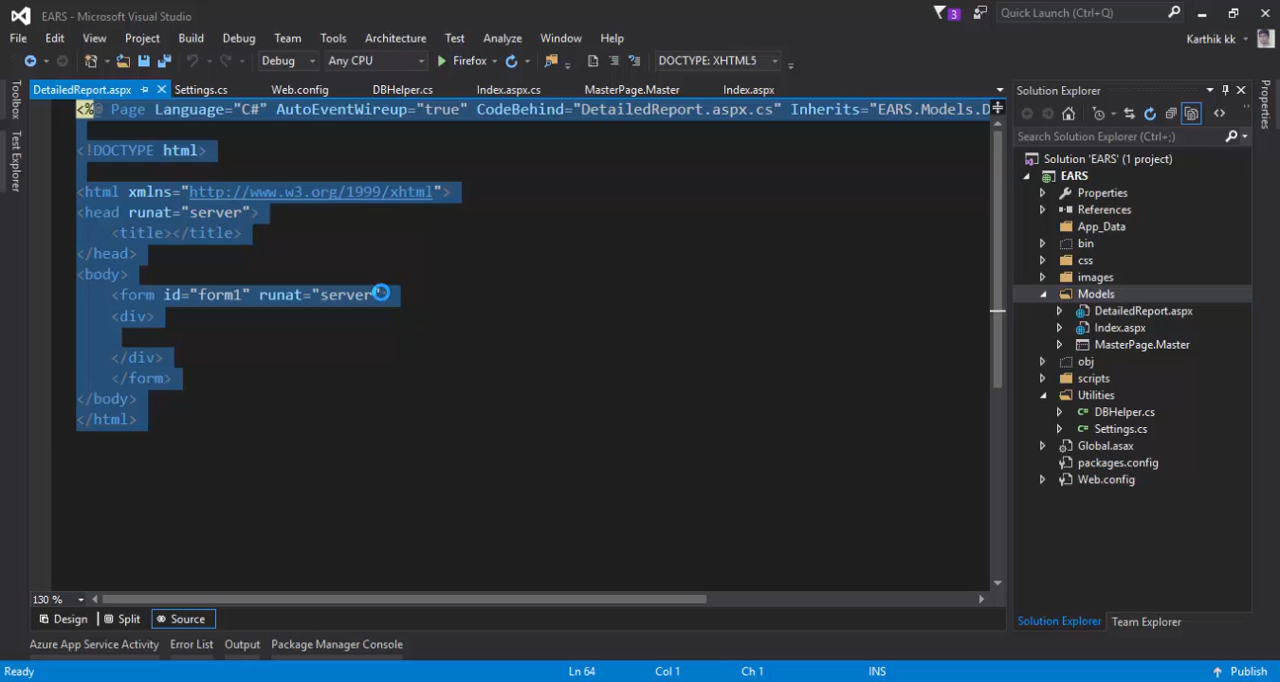 EARS - Microsoft Visual Studio
3
Quick Launch (Ctrl+Q)
File Edit View Project Build Debug Team Tools Architecture Test Analyze Window Help
Karthik kk
Debug Any CPU Firefox DOCTYPE: XHTML5
Toolbox
Test Explorer
DetailedReport.aspx Settings.cs Web.config DBHelper.cs Index.aspx.cs MasterPage.Master Index.aspx
<%@ Page Language="C#" AutoEventWireup="true" CodeBehind="DetailedReport.aspx.cs" Inherits="EARS.Models.D
<!DOCTYPE html>
<html xmlns="http://www.w3.org/1999/xhtml">
<head runat="server">
<title></title>
</head>
<body>
<form id="form1" runat="server"
<div>
</div>
</form>
</body>
</html>
130 %
Design Split Source
Solution Explorer
Search Solution Explorer (Ctrl+;)
Solution 'EARS' (1 project)
EARS
Properties
References
App_Data
bin
css
images
Models
DetailedReport.aspx
Index.aspx
MasterPage.Master
obj
scripts
Utilities
DBHelper.cs
Settings.cs
Global.asax
packages.config
Web.config
Solution Explorer Team Explorer
Properties
Azure App Service Activity Error List Output Package Manager Console
Ready Ln 64 Col 1 Ch 1 INS Publish